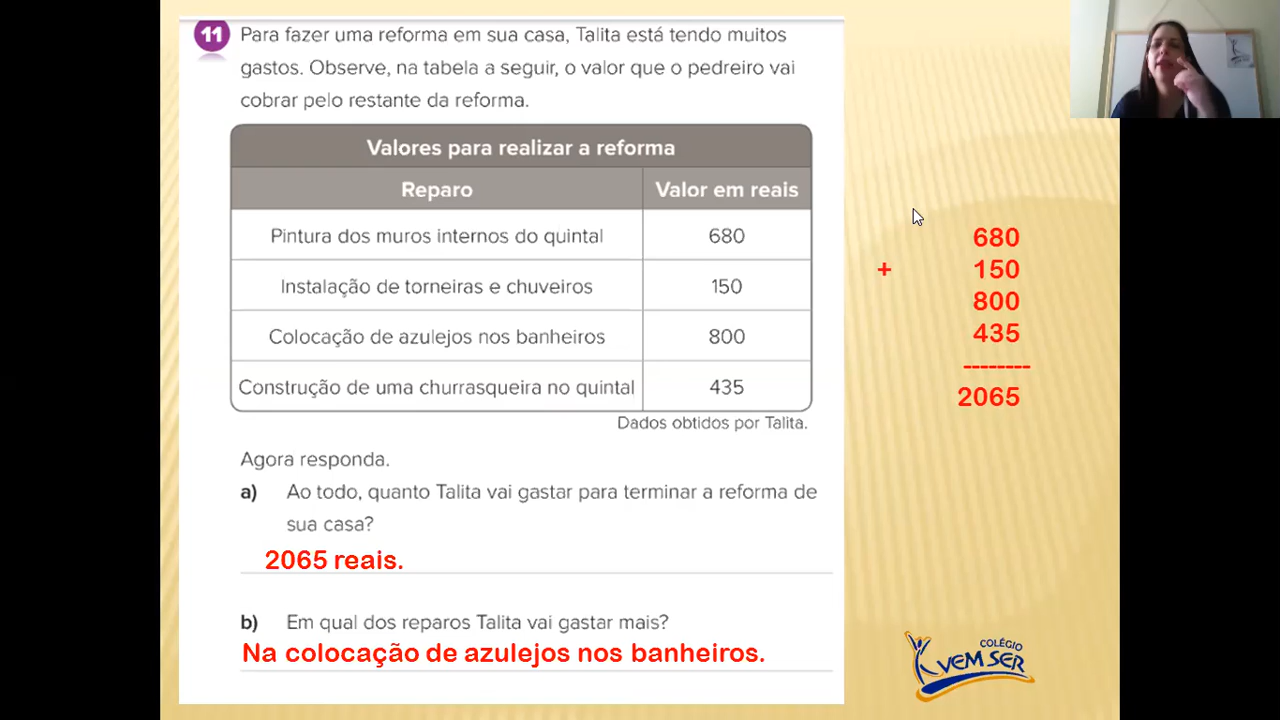 11 Para fazer uma reforma em sua casa, Talita está tendo muitos
gastos. Observe, na tabela a seguir, o valor que o pedreiro vai
cobrar pelo restante da reforma.
Valores para realizar a reforma
Reparo Valor em reais
Pintura dos muros internos do quintal 680
Instalação de torneiras e chuveiros 150
Colocação de azulejos nos banheiros 800
Construção de uma churrasqueira no quintal 435
Dados obtidos por Talita.
Agora responda.
a) Ao todo, quanto Talita vai gastar para terminar a reforma de
sua casa?
2065 reais.
b) Em qual dos reparos Talita vai gastar mais?
Na colocação de azulejos nos banheiros.
680
+ 150
800
435
--------
2065
COLÉGIO
VEM SER